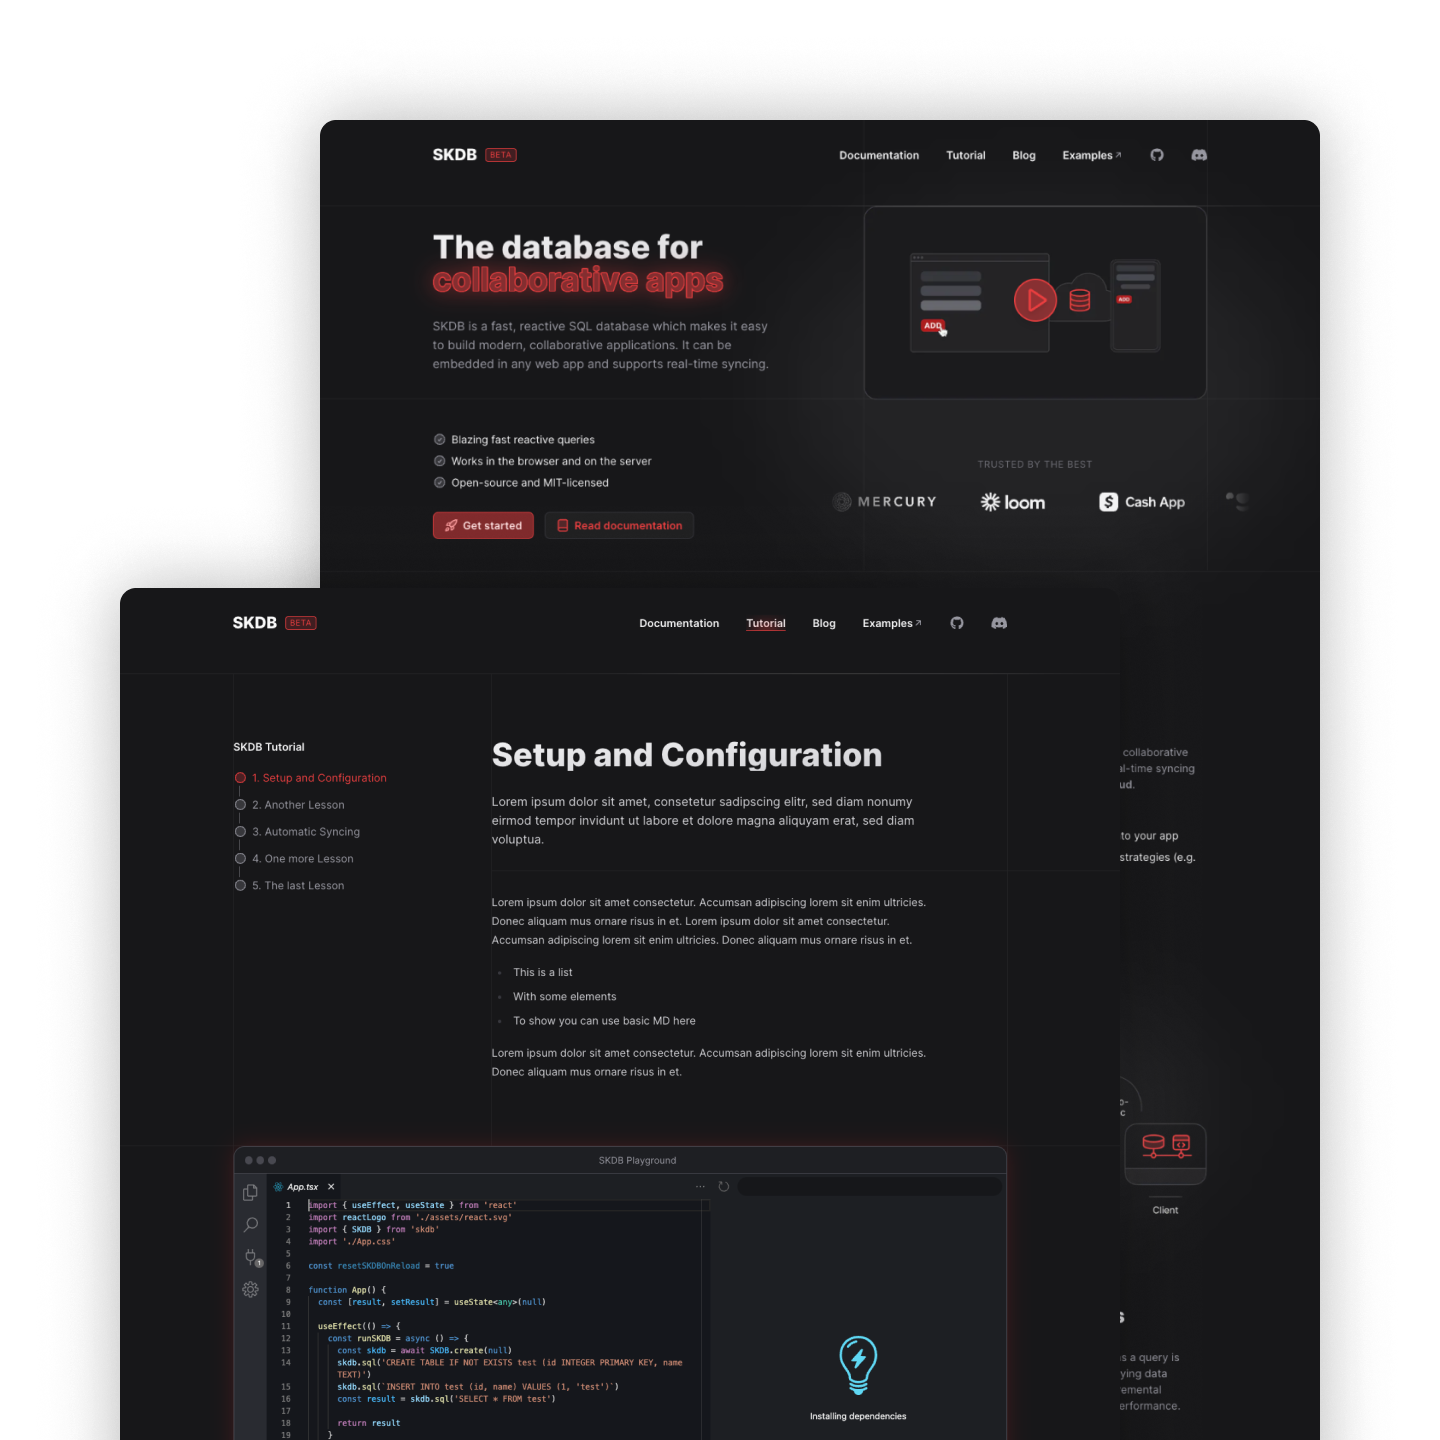 SKDB BETA
Documentation Tutorial Blog Examples
The database for
collaborative apps
SKDB is a fast, reactive SQL database which makes it easy
to build modern, collaborative applications. It can be
embedded in any web app and supports real-time syncing.
ADD
ADD
Blazing fast reactive queries
Works in the browser and on the server
Open-source and MIT-licensed
Get started Read documentation
TRUSTED BY THE BEST
MERCURY loom Cash App
SKDB BETA
Documentation Tutorial Blog Examples
SKDB Tutorial
1. Setup and Configuration
2. Another Lesson
3. Automatic Syncing
4. One more Lesson
5. The last Lesson
Setup and Configuration
Lorem ipsum dolor sit amet, consetetur sadipscing elitr, sed diam nonumy
eirmod tempor invidunt ut labore et dolore magna aliquyam erat, sed diam
voluptua.
Lorem ipsum dolor sit amet consectetur. Accumsan adipiscing lorem sit enim ultricies.
Donec aliquam mus ornare risus in et. Lorem ipsum dolor sit amet consectetur.
Accumsan adipiscing lorem sit enim ultricies. Donec aliquam mus ornare risus in et.
This is a list
With some elements
To show you can use basic MD here
Lorem ipsum dolor sit amet consectetur. Accumsan adipiscing lorem sit enim ultricies.
Donec aliquam mus ornare risus in et.
SKDB Playground
App.tsx
1
1 import { useEffect, useState } from 'react'
2 import reactLogo from './assets/react.svg'
3 import { SKDB } from 'skdb'
4 import './App.css'
5
6 const resetSKDBOnReload = true
7
8 function App() {
9 const [result, setResult] = useState<any>(null)
10
11 useEffect(() => {
12 const runSKDB = async () => {
13 const skdb = await SKDB.create(null)
14 skdb.sql('CREATE TABLE IF NOT EXISTS test (id INTEGER PRIMARY KEY, name
TEXT)')
15 skdb.sql(`INSERT INTO test (id, name) VALUES (1, 'test')`)
16 const result = skdb.sql('SELECT * FROM test')
17
18 return result
19 }
Installing dependencies
collaborative
al-time syncing
ud.
to your app
strategies (e.g.
o-
c
Client
s
s a query is
ying data
remental
erformance.